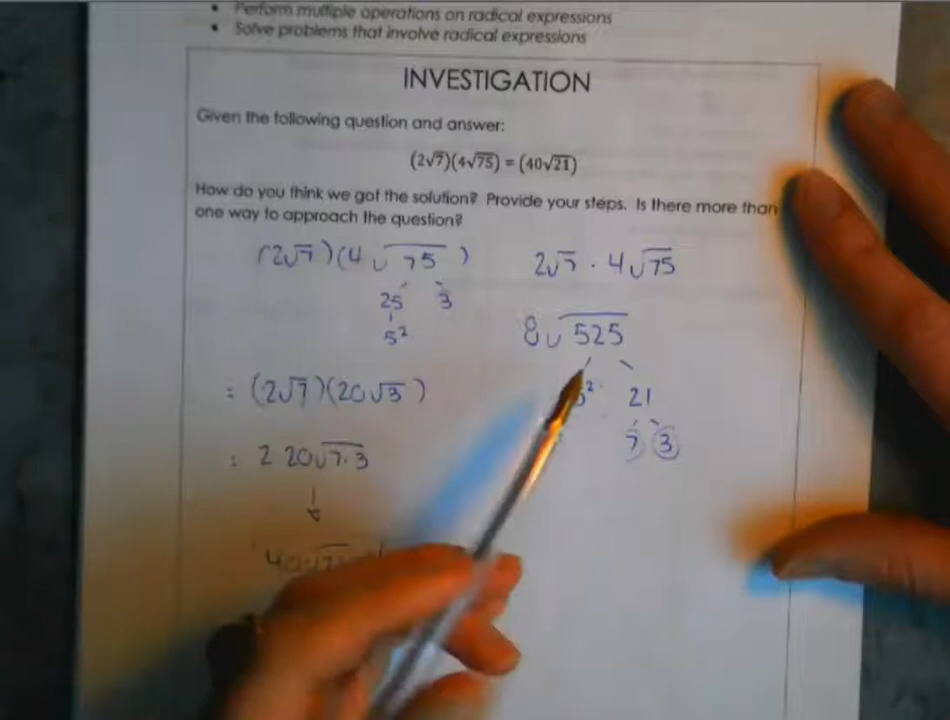 • Perform multiple operations on radical expressions
• Solve problems that involve radical expressions
INVESTIGATION
Given the following question and answer:
(2√7)(4√75) = (40√21)
How do you think we got the solution? Provide your steps. Is there more than
one way to approach the question?
(2√7)(4√75)
25 3
5²
= (2√7)(20√3)
= 2 20√7·3
40√
2√7 · 4√75
8√525
5² 21
7 3